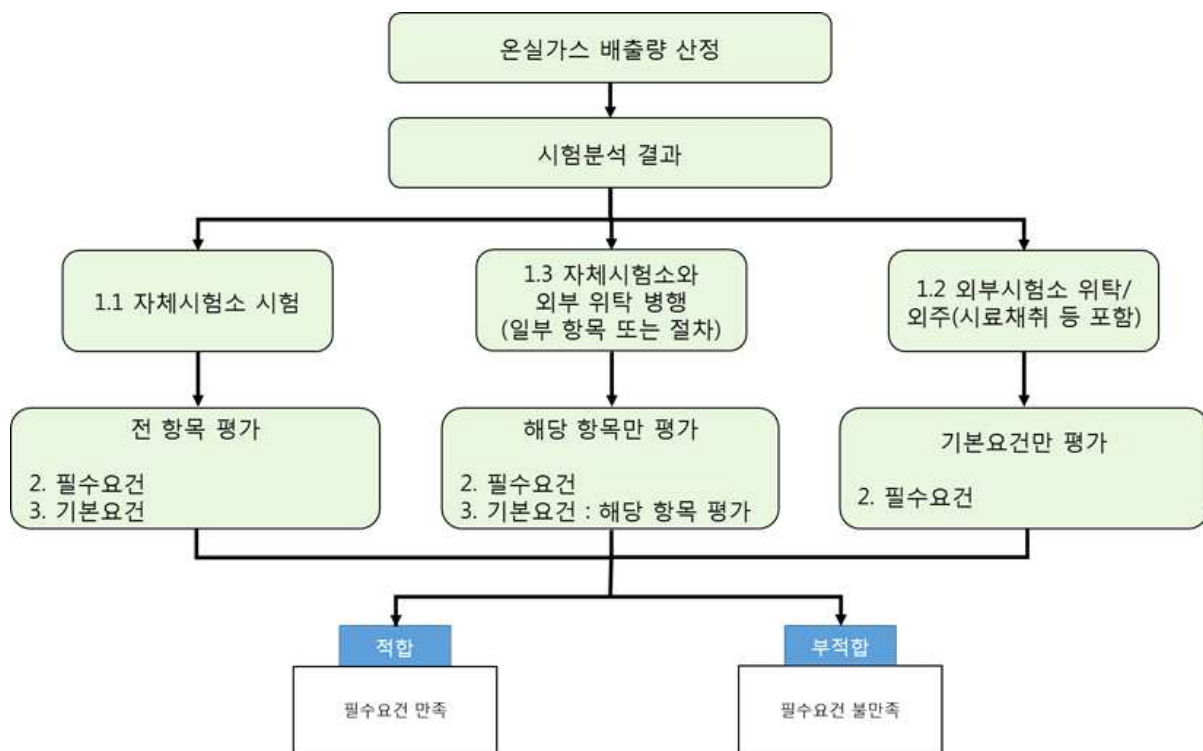 온실가스 배출량 산정
시험분석 결과
1.1 자체시험소 시험
1.3 자체시험소와
외부 위탁 병행
(일부 항목 또는 절차)
1.2 외부시험소 위탁/
외주(시료채취 등 포함)
전 항목 평가
2. 필수요건
3. 기본요건
해당 항목만 평가
2. 필수요건
3. 기본요건 : 해당 항목 평가
기본요건만 평가
2. 필수요건
적합
필수요건 만족
부적합
필수요건 불만족